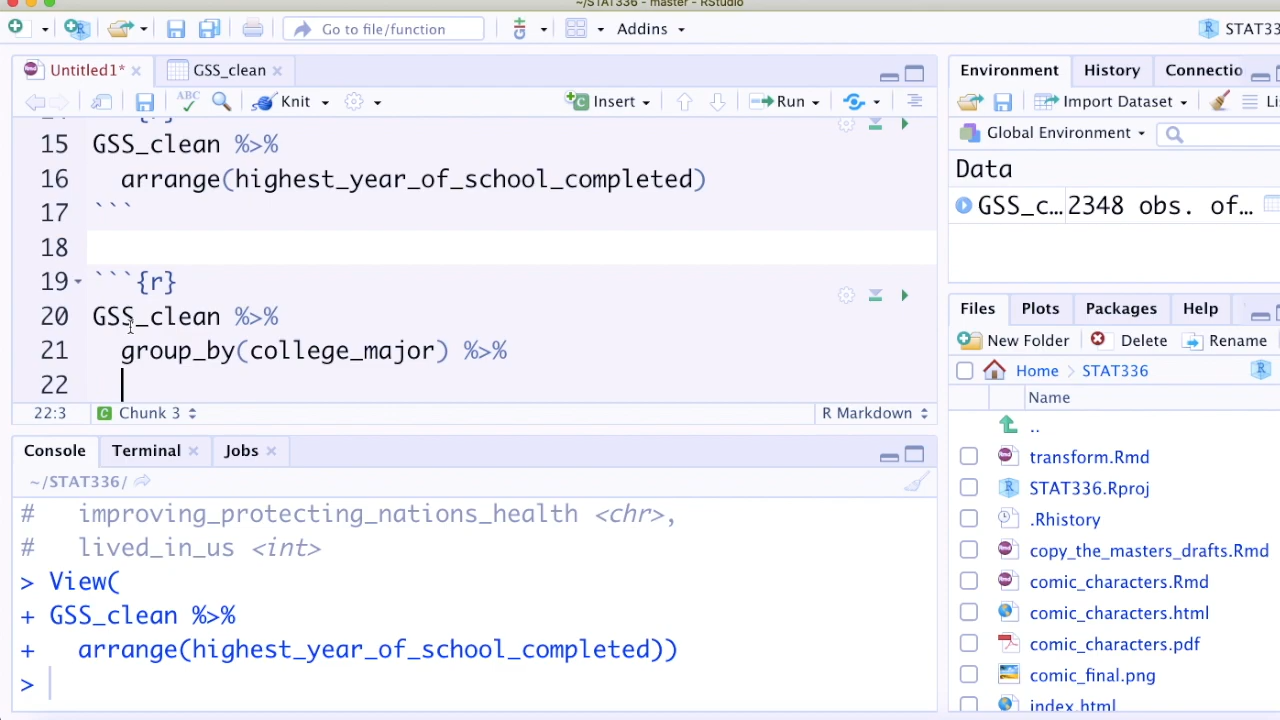 ~/STAT336 - master - RStudio
Go to file/function
Addins
STAT33
Untitled1*
GSS_clean
ABC
Knit
Insert
Run
15 GSS_clean %>%
16 arrange(highest_year_of_school_completed)
17 ```
18
19 ```{r}
20 GSS_clean %>%
21 group_by(college_major) %>%
22
22:3
Chunk 3
R Markdown
Console
Terminal
Jobs
~/STAT336/
# improving_protecting_nations_health <chr>,
# lived_in_us <int>
> View(
+ GSS_clean %>%
+ arrange(highest_year_of_school_completed))
>
Environment
History
Connectio
Import Dataset
Li
Global Environment
Data
GSS_c… 2348 obs. of…
Files
Plots
Packages
Help
New Folder
Delete
Rename
Home
STAT336
Name
..
transform.Rmd
STAT336.Rproj
.Rhistory
copy_the_masters_drafts.Rmd
comic_characters.Rmd
comic_characters.html
comic_characters.pdf
comic_final.png
index.html